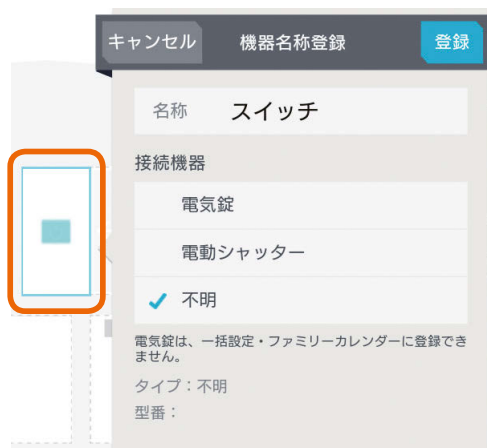 キャンセル 機器名称登録 登録
名称 スイッチ
接続機器
電気錠
電動シャッター
不明
電気錠は、一括設定・ファミリーカレンダーに登録でき
ません。
タイプ：不明
型番：